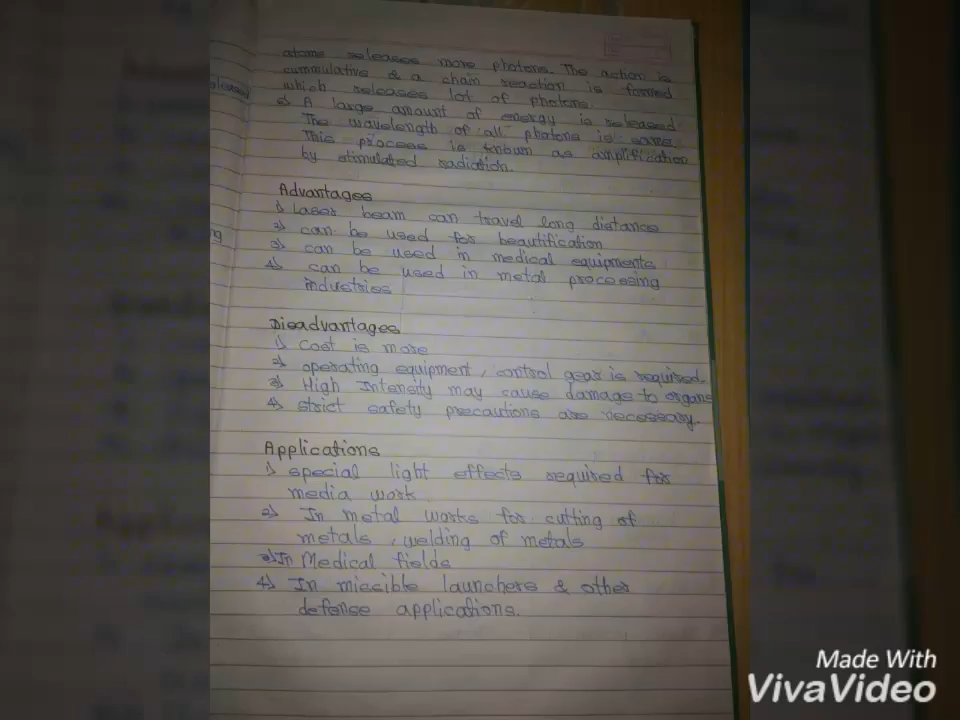 atoms releases more photons. The action is
cummulative & a chain reaction is formed
which releases lot of photons
A large amount of energy is released
The wavelength of all photons is same.
This process is known as amplification
by stimulated radiation.
Advantages
1) Laser beam can travel long distance
2) can be used for beautification
3) can be used in medical equipments
4) can be used in metal processing
industries
Disadvantages
1) Cost is more
2) operating equipment, control gear is required.
3) High Intensity may cause damage to organs
4) strict safety precautions are necessary.
Applications
1) special light effects required for
media work
2) In metal works for cutting of
metals, welding of metals
3) In Medical fields
4) In missible launchers & other
defense applications.
Made With
VivaVideo